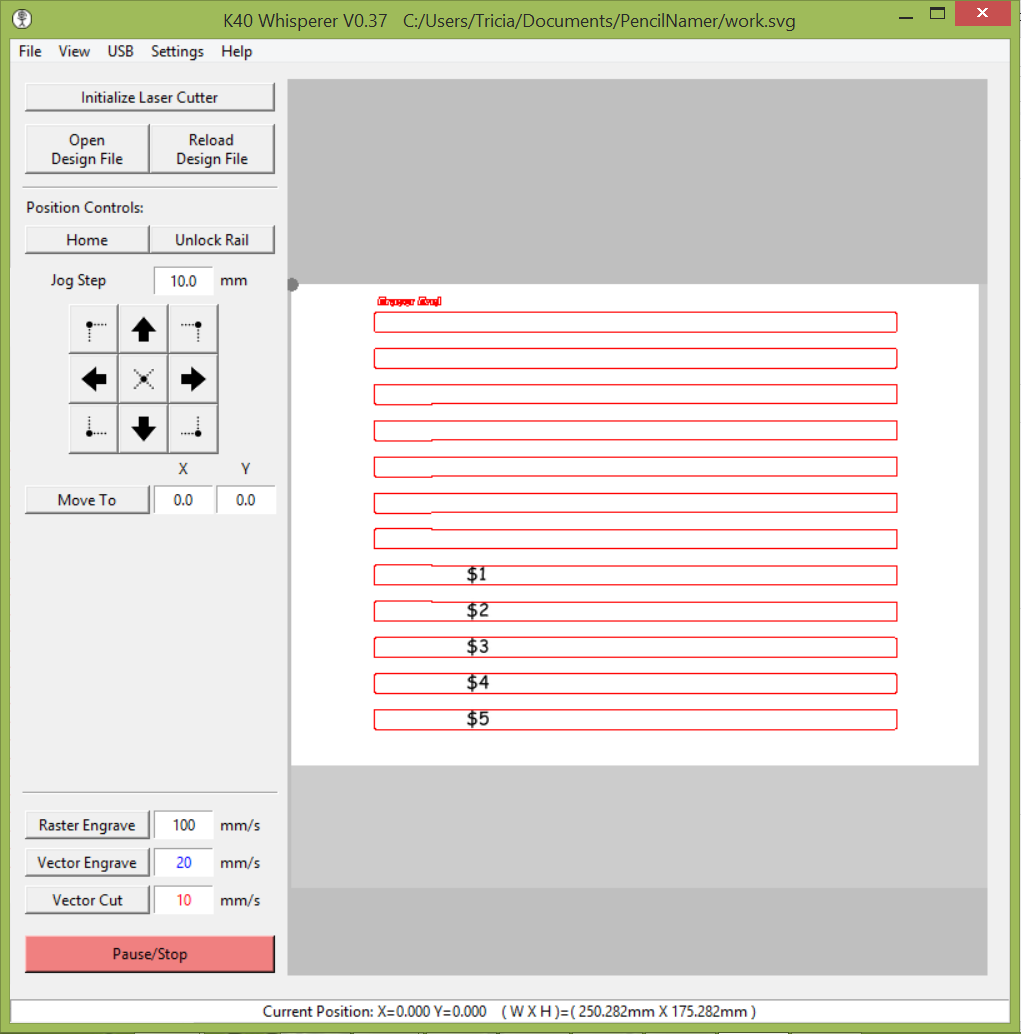 K40 Whisperer V0.37 C:/Users/Tricia/Documents/PencilNamer/work.svg
File View USB Settings Help
Initialize Laser Cutter
Open Design File
Reload Design File
Position Controls:
Home
Unlock Rail
Jog Step 10.0 mm
X Y
Move To 0.0 0.0
$1
$2
$3
$4
$5
Raster Engrave 100 mm/s
Vector Engrave 20 mm/s
Vector Cut 10 mm/s
Pause/Stop
Current Position: X=0.000 Y=0.000 ( W X H )=( 250.282mm X 175.282mm )